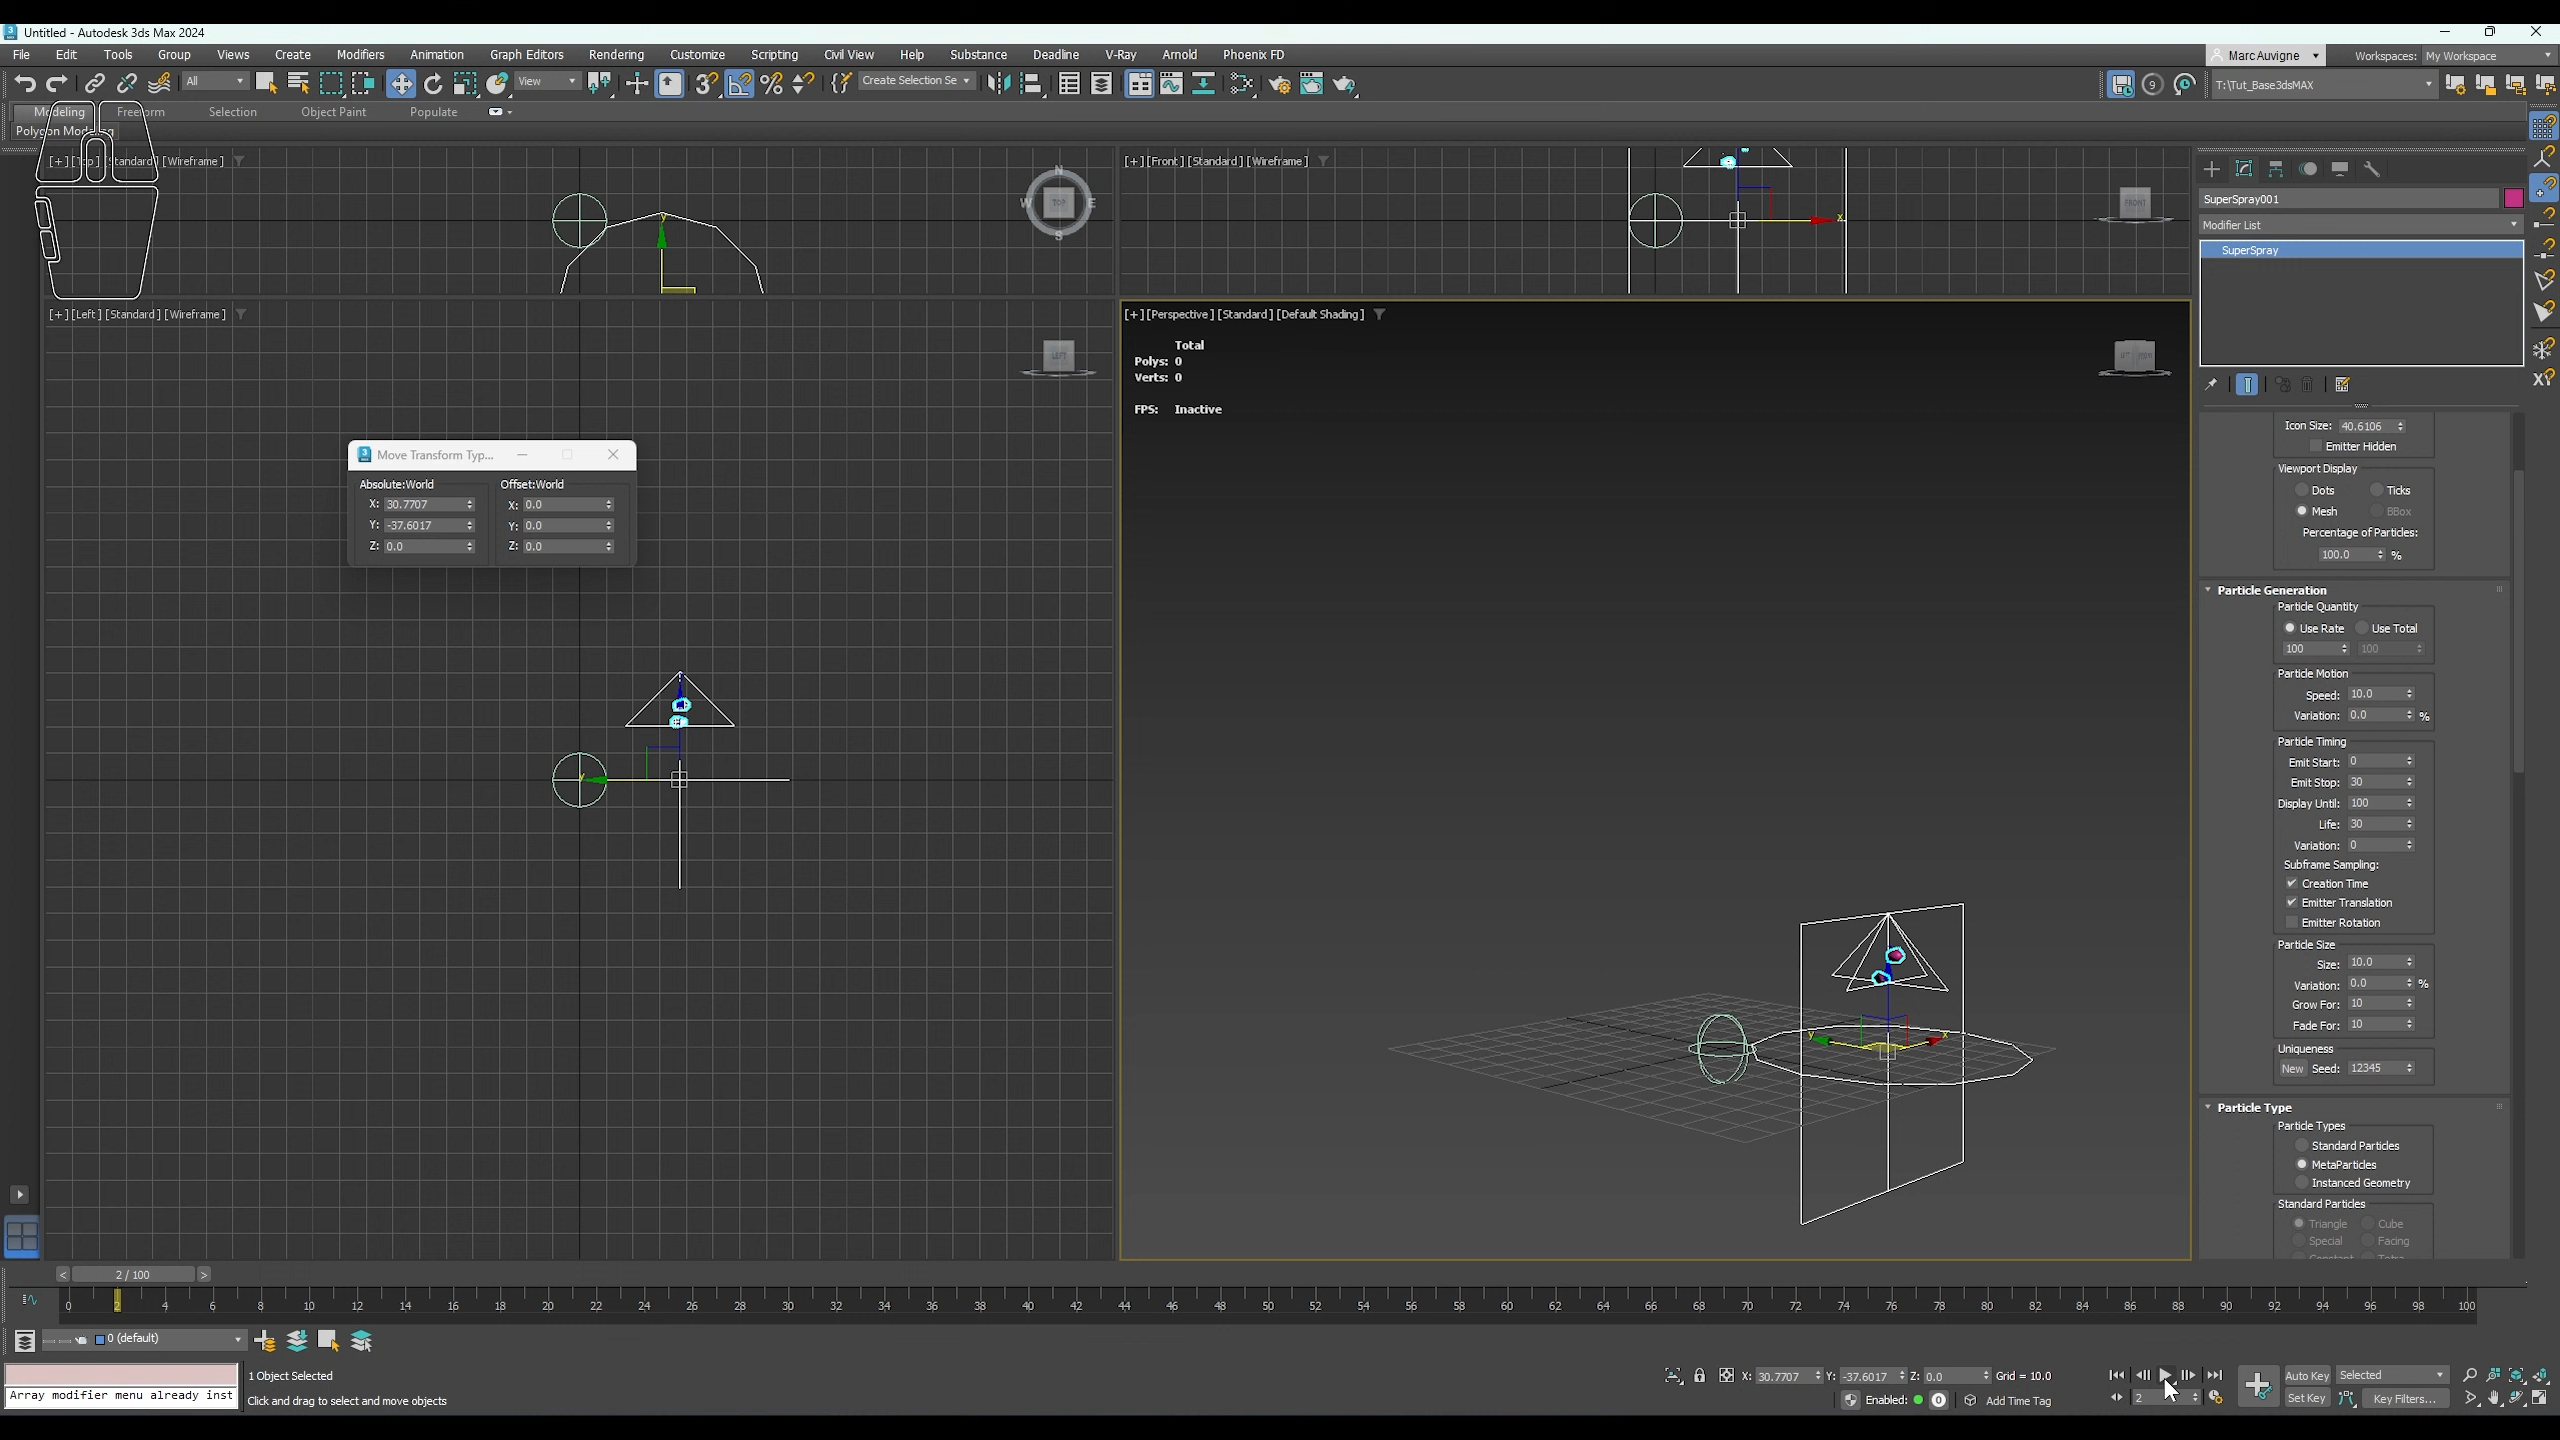 Untitled - Autodesk 3ds Max 2024
File Edit Tools Group Views Create Modifiers Animation Graph Editors Rendering Customize Scripting Civil View Help Substance Deadline V-Ray Arnold Phoenix FD
Marc Auvigne Workspaces: My Workspace
All View Create Selection Se T:\Tut_Base3dsMAX
Modeling Freeform Selection Object Paint Populate
[+] [Standard] [Wireframe]
TOP N E S W
[+] [Front] [Standard] [Wireframe]
FRONT
x
y
SuperSpray001
Modifier List
SuperSpray
[+] [Left] [Standard] [Wireframe]
LEFT
[+] [Perspective] [Standard] [Default Shading]
Total
Polys: 0
Verts: 0
FPS: Inactive
Move Transform Typ...
Absolute:World Offset:World
X: 30.7707 X: 0.0
Y: -37.6017 Y: 0.0
Z: 0.0 Z: 0.0
y x
Icon Size: 40.6106
Emitter Hidden
Viewport Display
Dots Ticks
Mesh BBox
Percentage of Particles:
100.0 %
Particle Generation
Particle Quantity
Use Rate Use Total
100 100
Particle Motion
Speed: 10.0
Variation: 0.0 %
Particle Timing
Emit Start: 0
Emit Stop: 30
Display Until: 100
Life: 30
Variation: 0
Subframe Sampling:
Creation Time
Emitter Translation
Emitter Rotation
Particle Size
Size: 10.0
Variation: 0.0 %
Grow For: 10
Fade For: 10
Uniqueness
New Seed: 12345
Particle Type
Particle Types
Standard Particles
MetaParticles
Instanced Geometry
Standard Particles
Triangle Cube
Special Facing
< 2 / 100 >
0 2 4 6 8 10 12 14 16 18 20 22 24 26 28 30 32 34 36 38 40 42 44 46 48 50 52 54 56 58 60 62 64 66 68 70 72 74 76 78 80 82 84 86 88 90 92 94 96 98 100
0 (default)
1 Object Selected X: 30.7707 Y: -37.6017 Z: 0.0 Grid = 10.0 Auto Key Selected
Array modifier menu already inst Click and drag to select and move objects Enabled: 0 Add Time Tag 2 Set Key Key Filters...